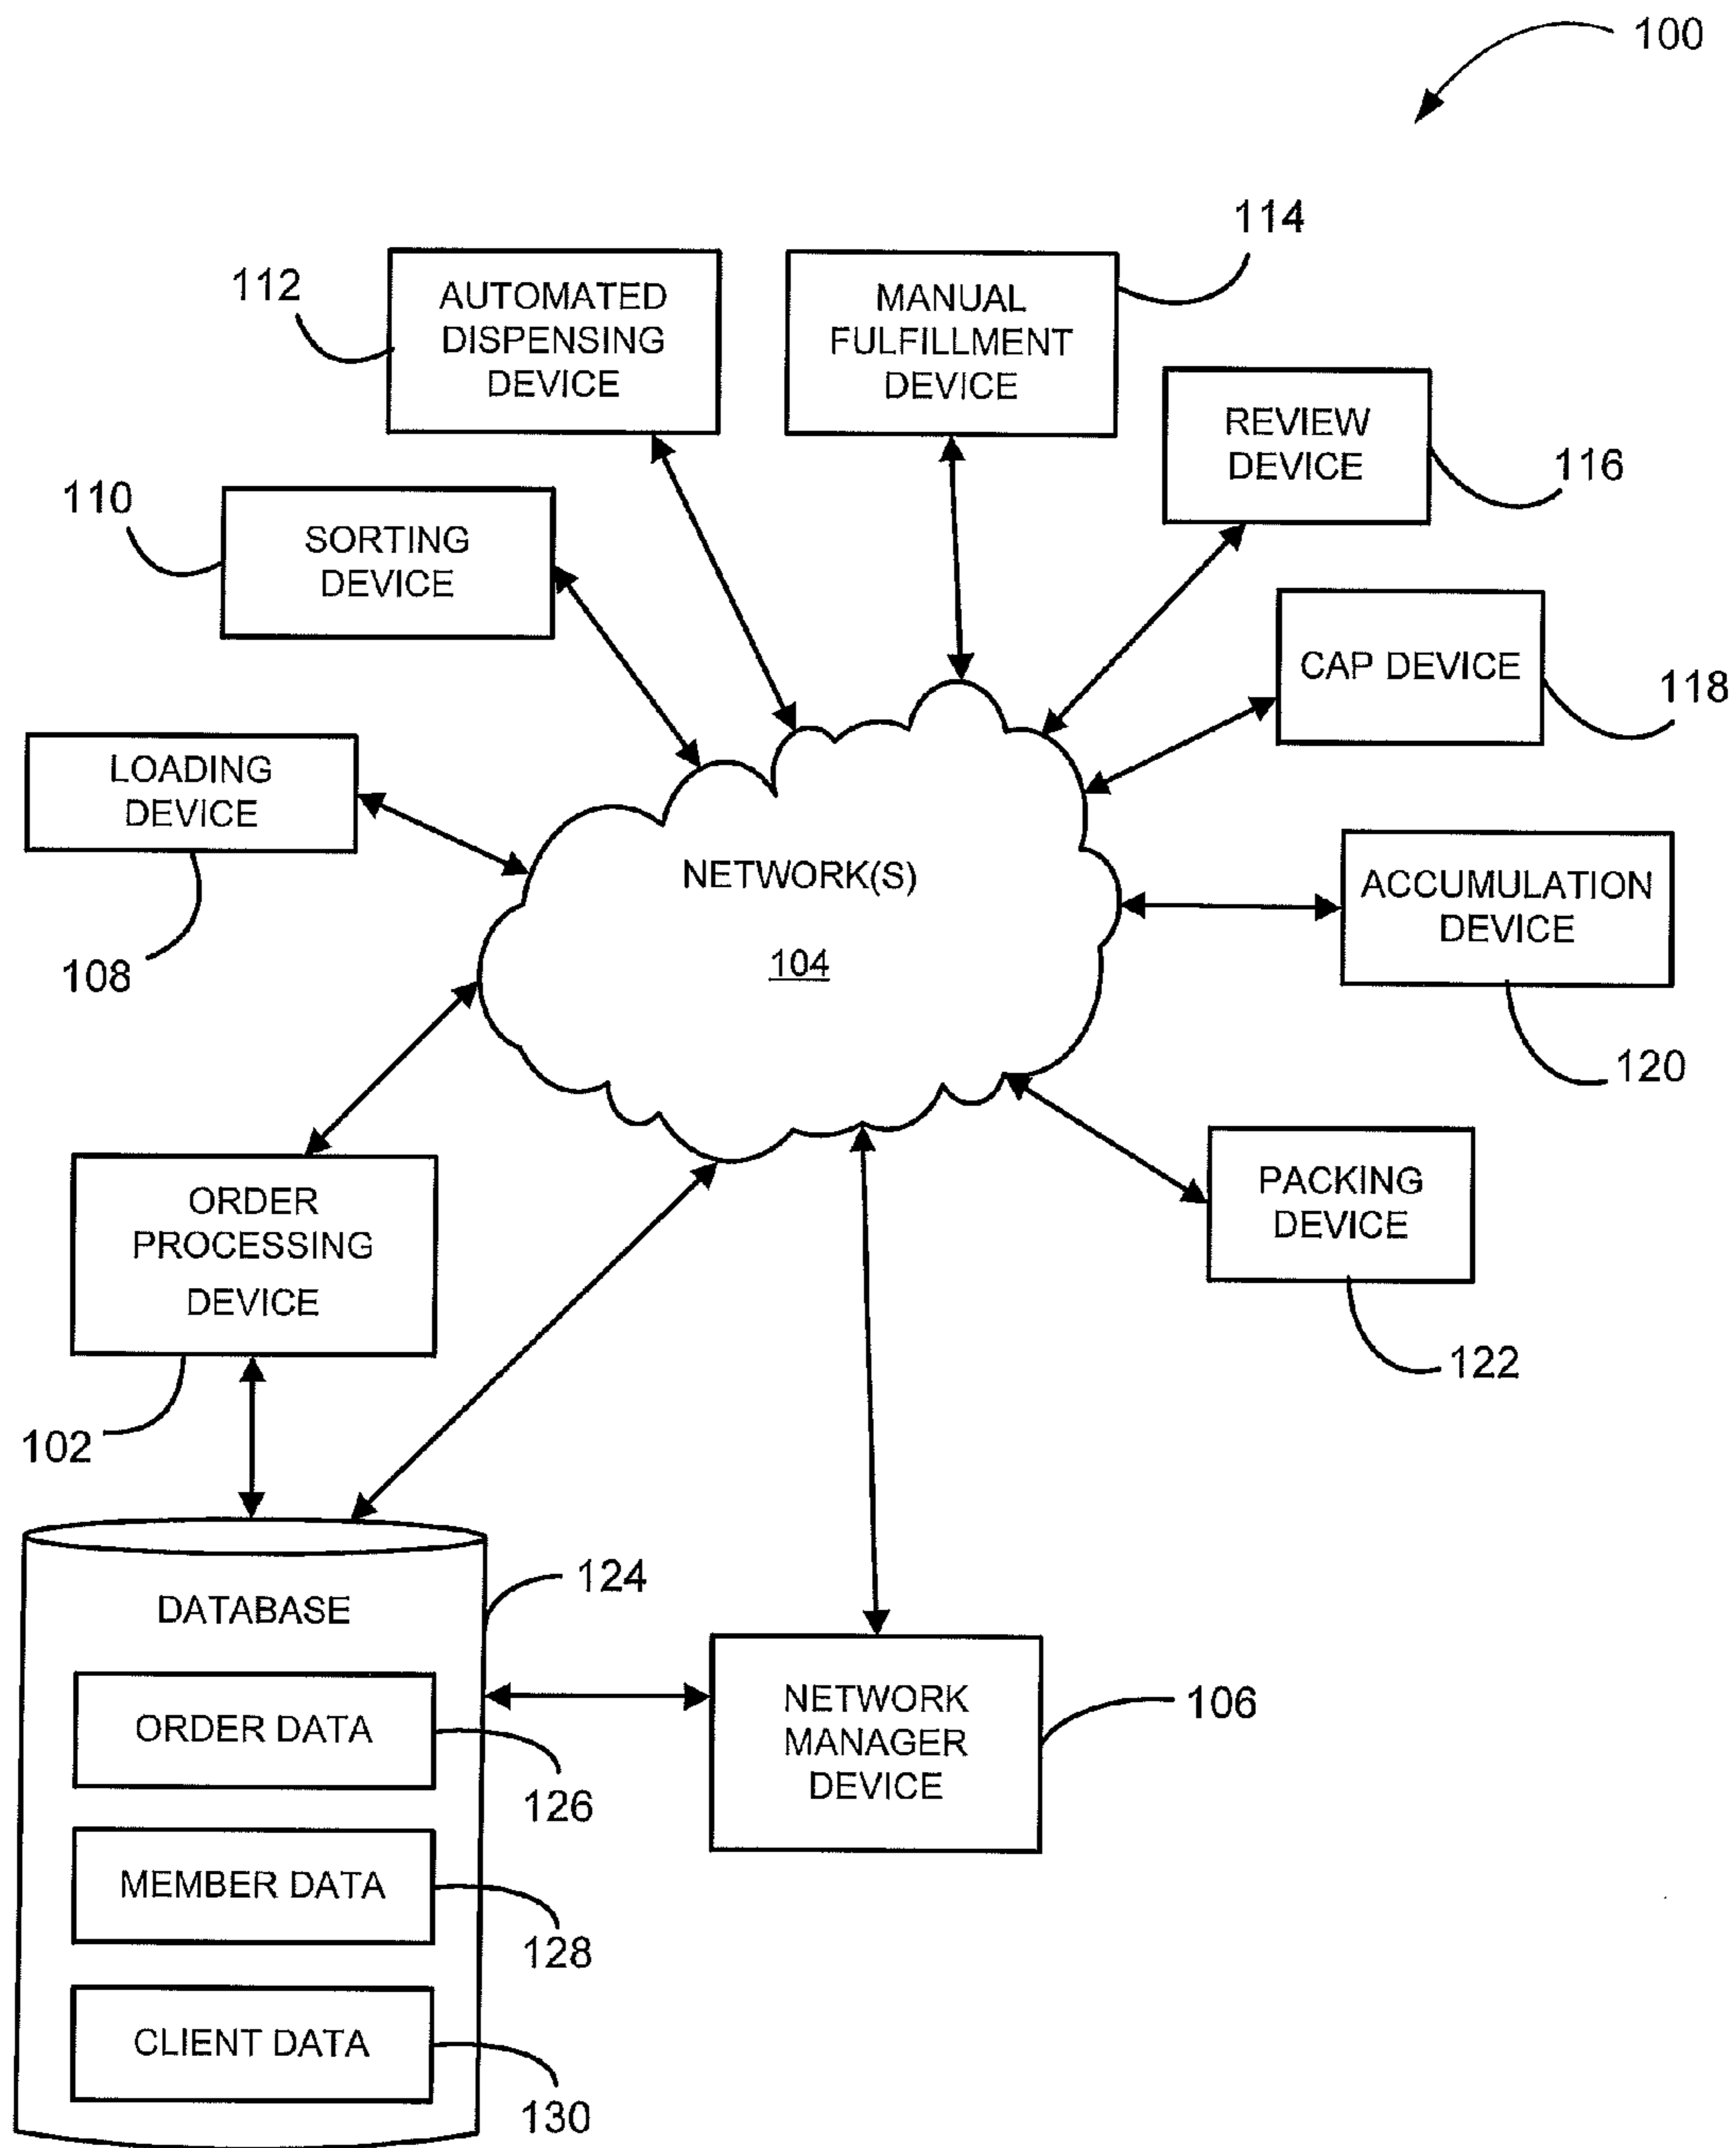 100
114
112
AUTOMATED
DISPENSING
DEVICE
MANUAL
FULFILLMENT
DEVICE
REVIEW
DEVICE
116
110
SORTING
DEVICE
CAP DEVICE
118
LOADING
DEVICE
108
NETWORK(S)
104
ACCUMULATION
DEVICE
120
ORDER
PROCESSING
DEVICE
102
PACKING
DEVICE
122
DATABASE
124
ORDER DATA
126
MEMBER DATA
128
CLIENT DATA
130
NETWORK
MANAGER
DEVICE
106